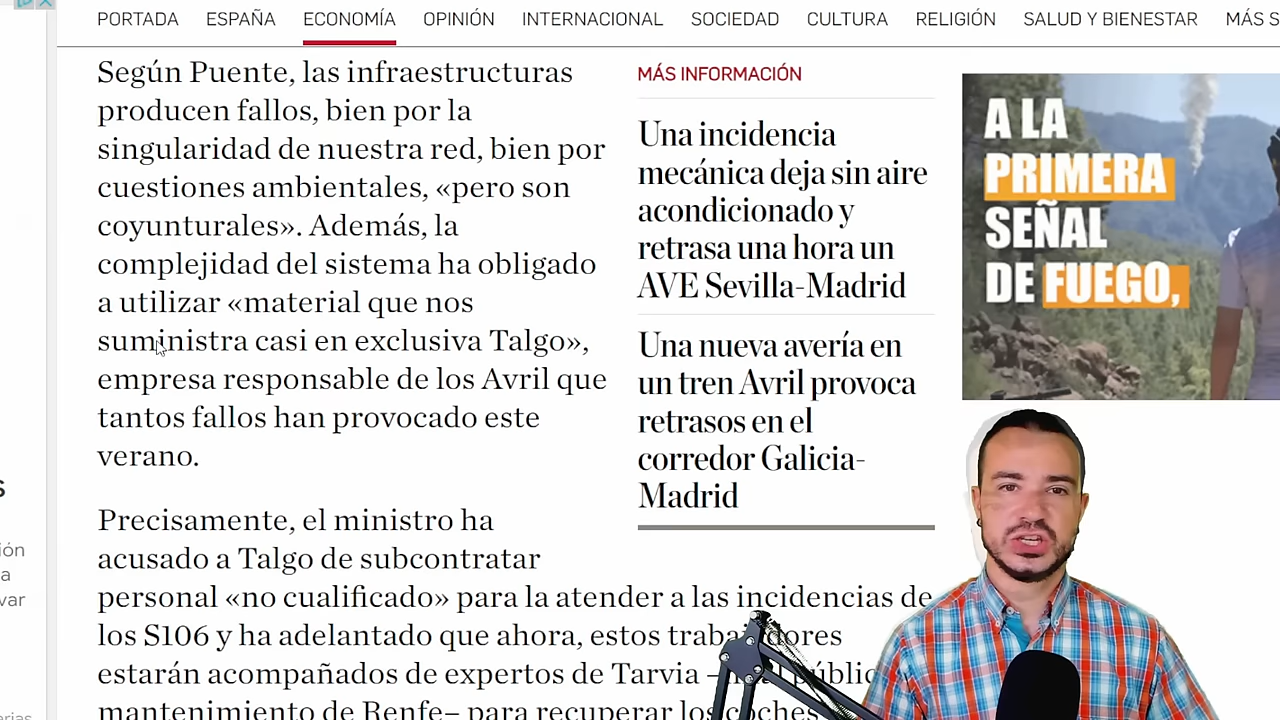 PORTADA ESPAÑA ECONOMÍA OPINIÓN INTERNACIONAL SOCIEDAD CULTURA RELIGIÓN SALUD Y BIENESTAR MÁS S
Según Puente, las infraestructuras
producen fallos, bien por la
singularidad de nuestra red, bien por
cuestiones ambientales, «pero son
coyunturales». Además, la
complejidad del sistema ha obligado
a utilizar «material que nos
suministra casi en exclusiva Talgo»,
empresa responsable de los Avril que
tantos fallos han provocado este
verano.
Precisamente, el ministro ha
acusado a Talgo de subcontratar
personal «no cualificado» para la atender a las incidencias de
los S106 y ha adelantado que ahora, estos
estarán acompañados de expertos de Tarvia
mantenimiento de Renfe– para recuperar los coches
MÁS INFORMACIÓN
Una incidencia
mecánica deja sin aire
acondicionado y
retrasa una hora un
AVE Sevilla-Madrid
Una nueva avería en
un tren Avril provoca
retrasos en el
corredor Galicia-
Madrid
A LA
PRIMERA
SEÑAL
DE FUEGO,
s
ión
a
var